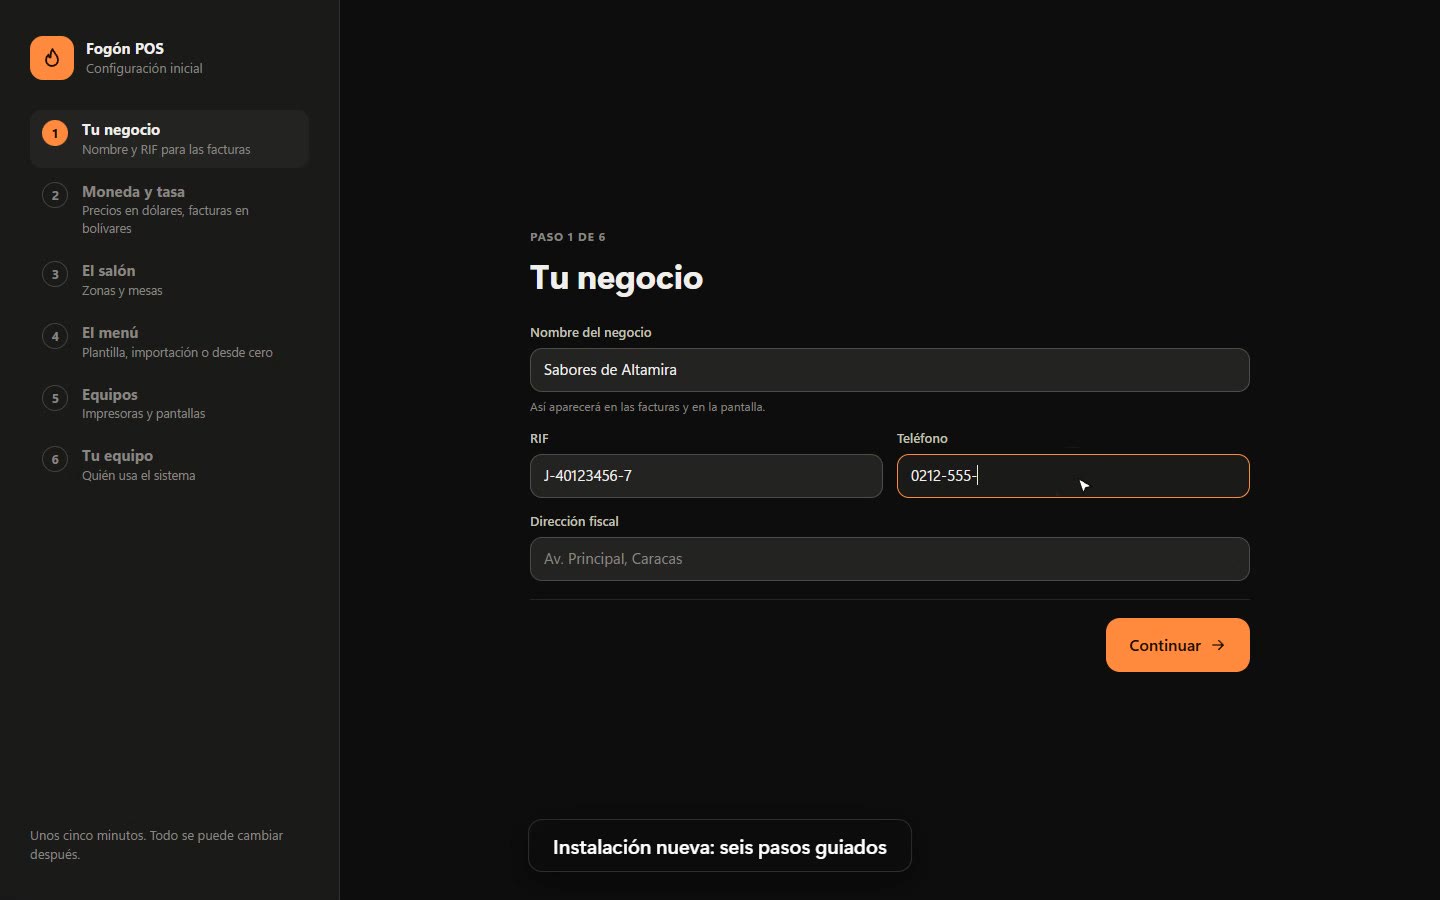 Fogón POS
Configuración inicial
1
Tu negocio
Nombre y RIF para las facturas
2
Moneda y tasa
Precios en dólares, facturas en
bolívares
3
El salón
Zonas y mesas
4
El menú
Plantilla, importación o desde cero
5
Equipos
Impresoras y pantallas
6
Tu equipo
Quién usa el sistema
Unos cinco minutos. Todo se puede cambiar
después.
PASO 1 DE 6
Tu negocio
Nombre del negocio
Sabores de Altamira
Así aparecerá en las facturas y en la pantalla.
RIF
J-40123456-7
Teléfono
0212-555-
Dirección fiscal
Av. Principal, Caracas
Continuar →
Instalación nueva: seis pasos guiados